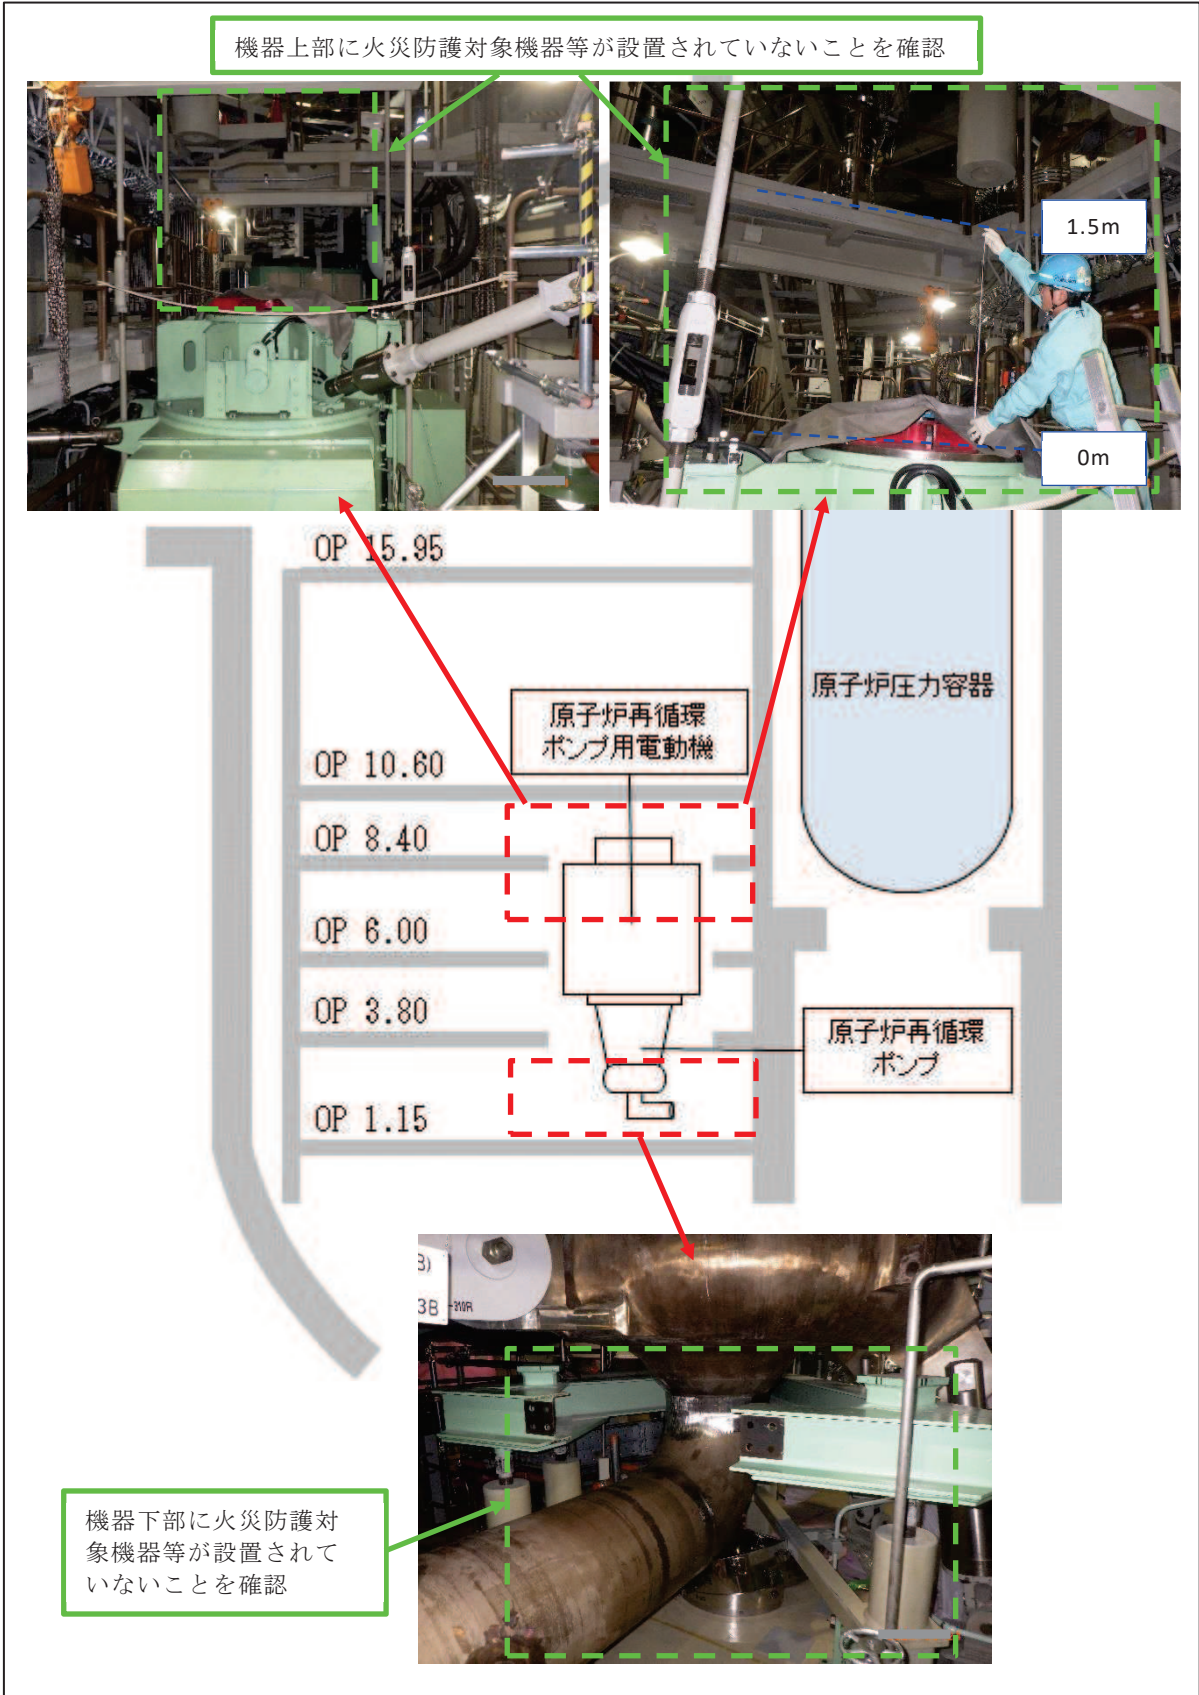 機器上部に火災防護対象機器等が設置されていないことを確認
1.5m
0m
OP 15.95
原子炉圧力容器
原子炉再循環
ポンプ用電動機
OP 10.60
OP 8.40
OP 6.00
OP 3.80
原子炉再循環
ポンプ
OP 1.15
B)
3B -310R
機器下部に火災防護対
象機器等が設置されて
いないことを確認